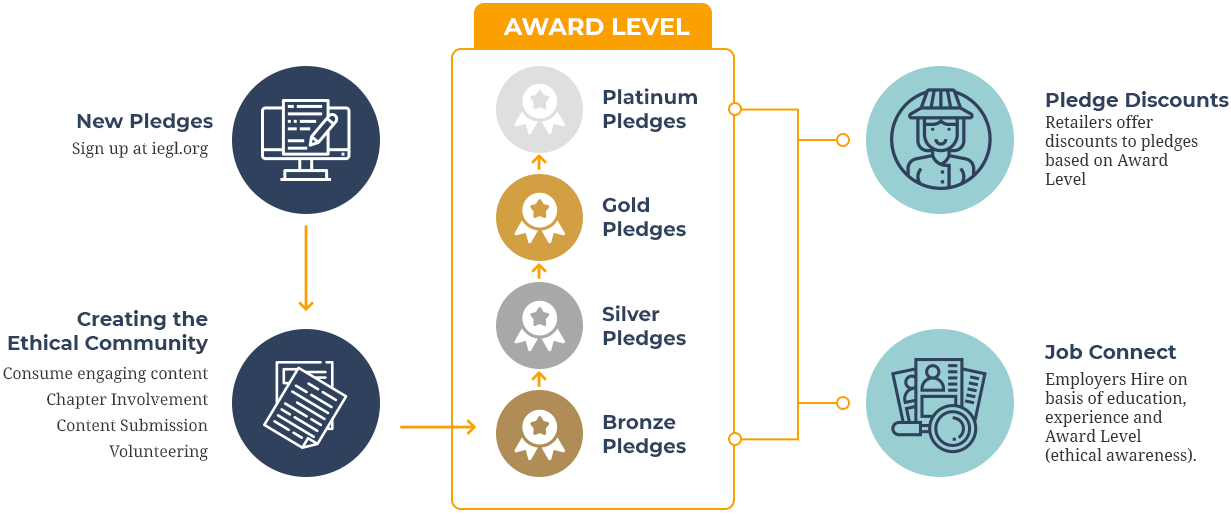 AWARD LEVEL
New Pledges
Sign up at iegl.org
Creating the
Ethical Community
Consume engaging content
Chapter Involvement
Content Submission
Volunteering
Platinum
Pledges
Gold
Pledges
Silver
Pledges
Bronze
Pledges
Pledge Discounts
Retailers offer
discounts to pledges
based on Award
Level
Job Connect
Employers Hire on
basis of education,
experience and
Award Level
(ethical awareness).